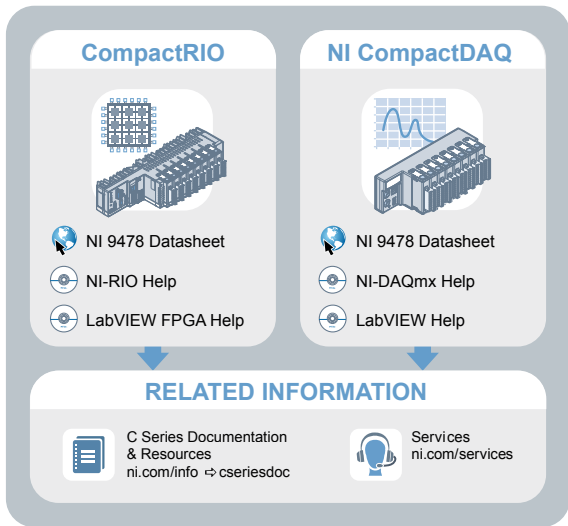 CompactRIO
NI 9478 Datasheet
NI-RIO Help
LabVIEW FPGA Help
NI CompactDAQ
NI 9478 Datasheet
NI-DAQmx Help
LabVIEW Help
RELATED INFORMATION
C Series Documentation
& Resources
ni.com/info ⇨ cseriesdoc
Services
ni.com/services